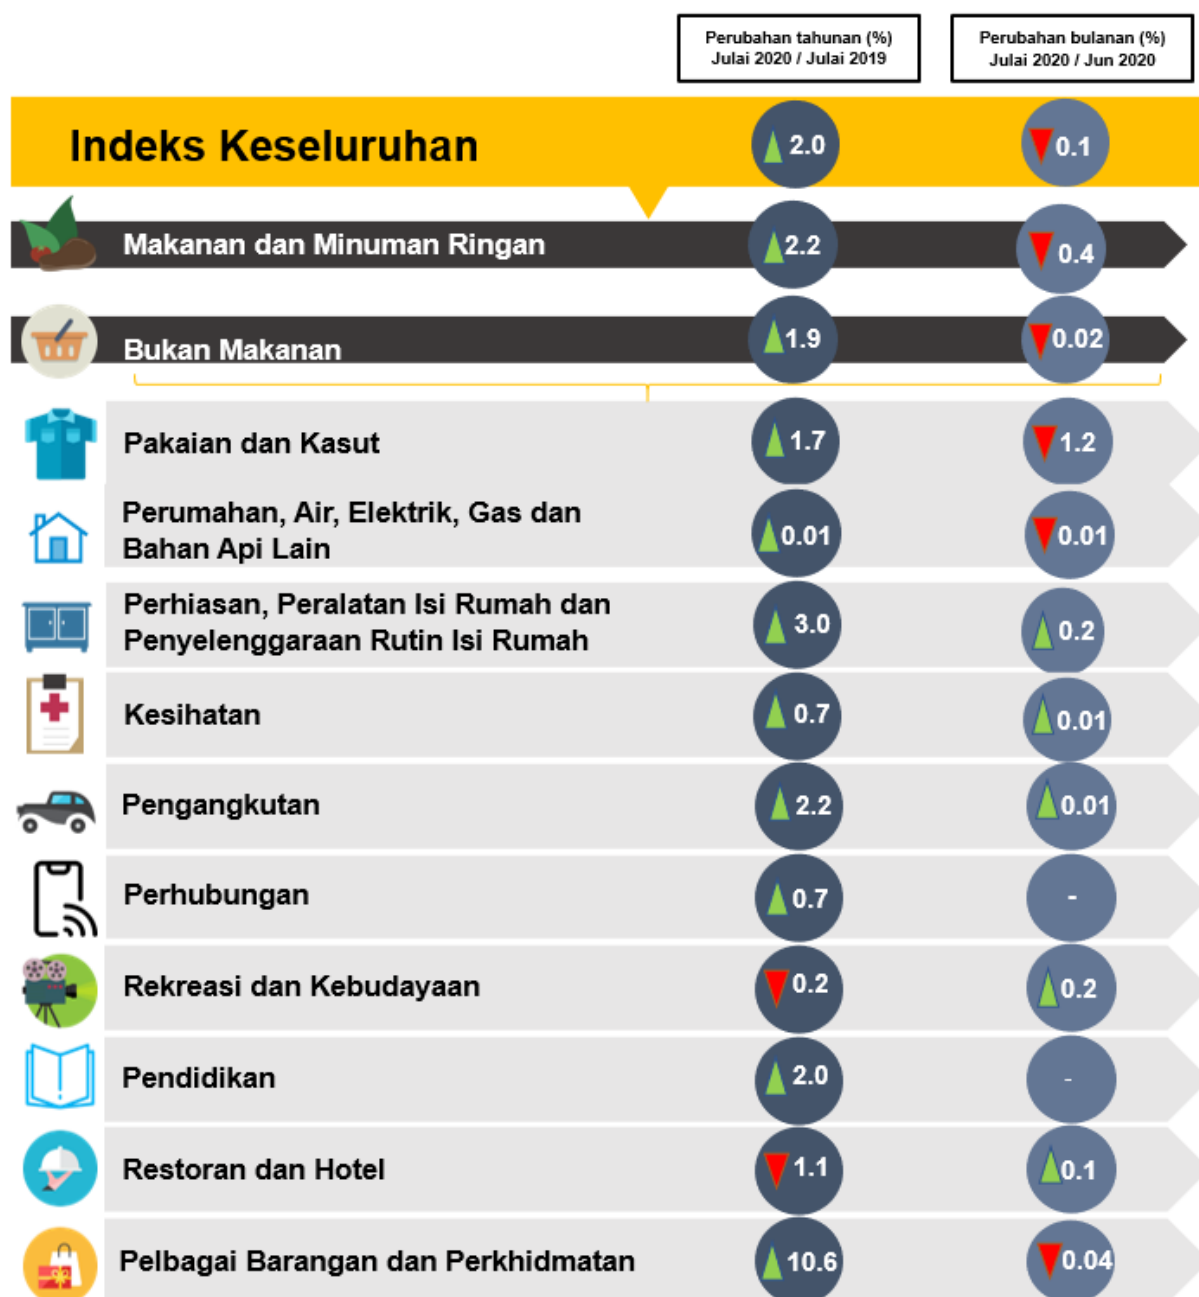 Perubahan tahunan (%)
Julai 2020 / Julai 2019
Perubahan bulanan (%)
Julai 2020 / Jun 2020
Indeks Keseluruhan 2.0 0.1
Makanan dan Minuman Ringan 2.2 0.4
Bukan Makanan 1.9 0.02
Pakaian dan Kasut 1.7 1.2
Perumahan, Air, Elektrik, Gas dan
Bahan Api Lain 0.01 0.01
Perhiasan, Peralatan Isi Rumah dan
Penyelenggaraan Rutin Isi Rumah 3.0 0.2
Kesihatan 0.7 0.01
Pengangkutan 2.2 0.01
Perhubungan 0.7 -
Rekreasi dan Kebudayaan 0.2 0.2
Pendidikan 2.0 -
Restoran dan Hotel 1.1 0.1
Pelbagai Barangan dan Perkhidmatan 10.6 0.04